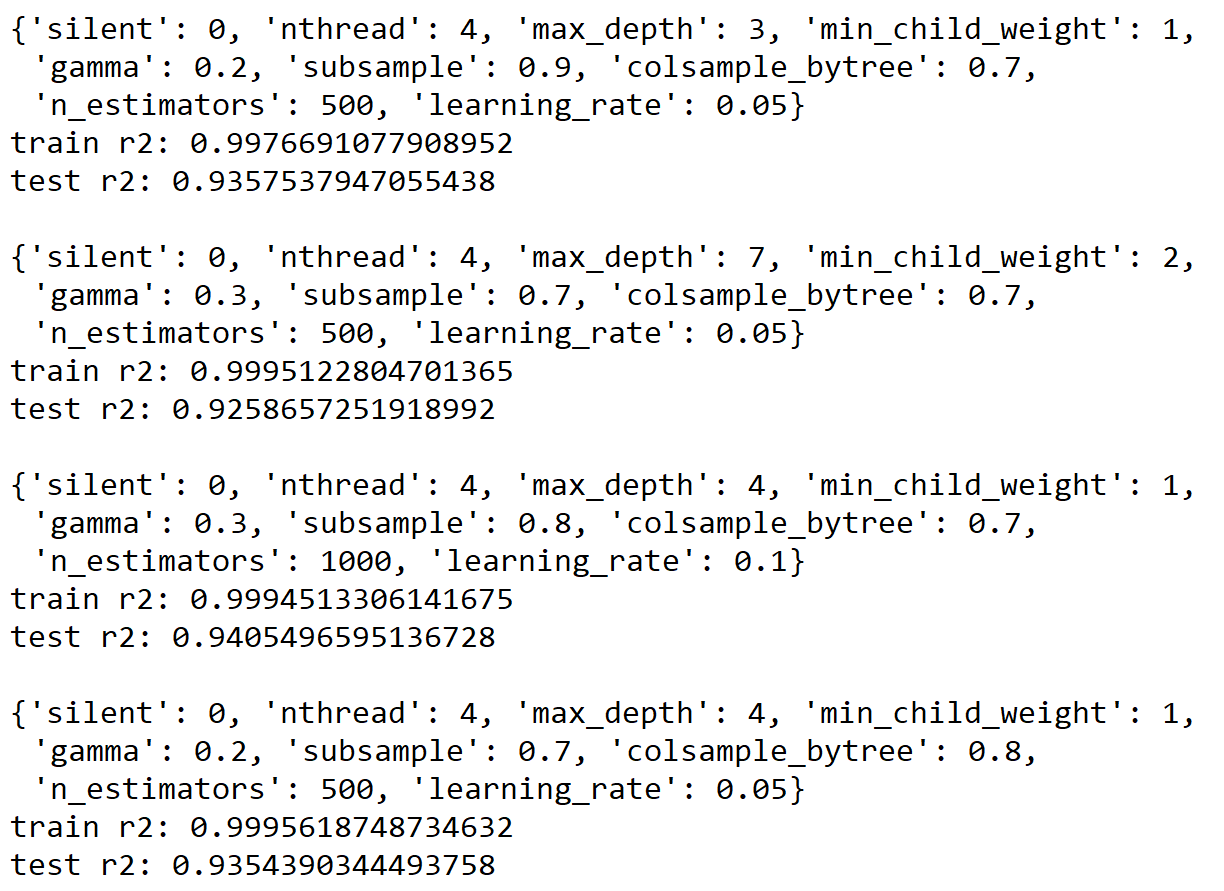 {'silent': 0, 'nthread': 4, 'max_depth': 3, 'min_child_weight': 1,
'gamma': 0.2, 'subsample': 0.9, 'colsample_bytree': 0.7,
'n_estimators': 500, 'learning_rate': 0.05}
train r2: 0.9976691077908952
test r2: 0.9357537947055438

{'silent': 0, 'nthread': 4, 'max_depth': 7, 'min_child_weight': 2,
'gamma': 0.3, 'subsample': 0.7, 'colsample_bytree': 0.7,
'n_estimators': 500, 'learning_rate': 0.05}
train r2: 0.9995122804701365
test r2: 0.9258657251918992

{'silent': 0, 'nthread': 4, 'max_depth': 4, 'min_child_weight': 1,
'gamma': 0.3, 'subsample': 0.8, 'colsample_bytree': 0.7,
'n_estimators': 1000, 'learning_rate': 0.1}
train r2: 0.9994513306141675
test r2: 0.9405496595136728

{'silent': 0, 'nthread': 4, 'max_depth': 4, 'min_child_weight': 1,
'gamma': 0.2, 'subsample': 0.7, 'colsample_bytree': 0.8,
'n_estimators': 500, 'learning_rate': 0.05}
train r2: 0.9995618748734632
test r2: 0.9354390344493758